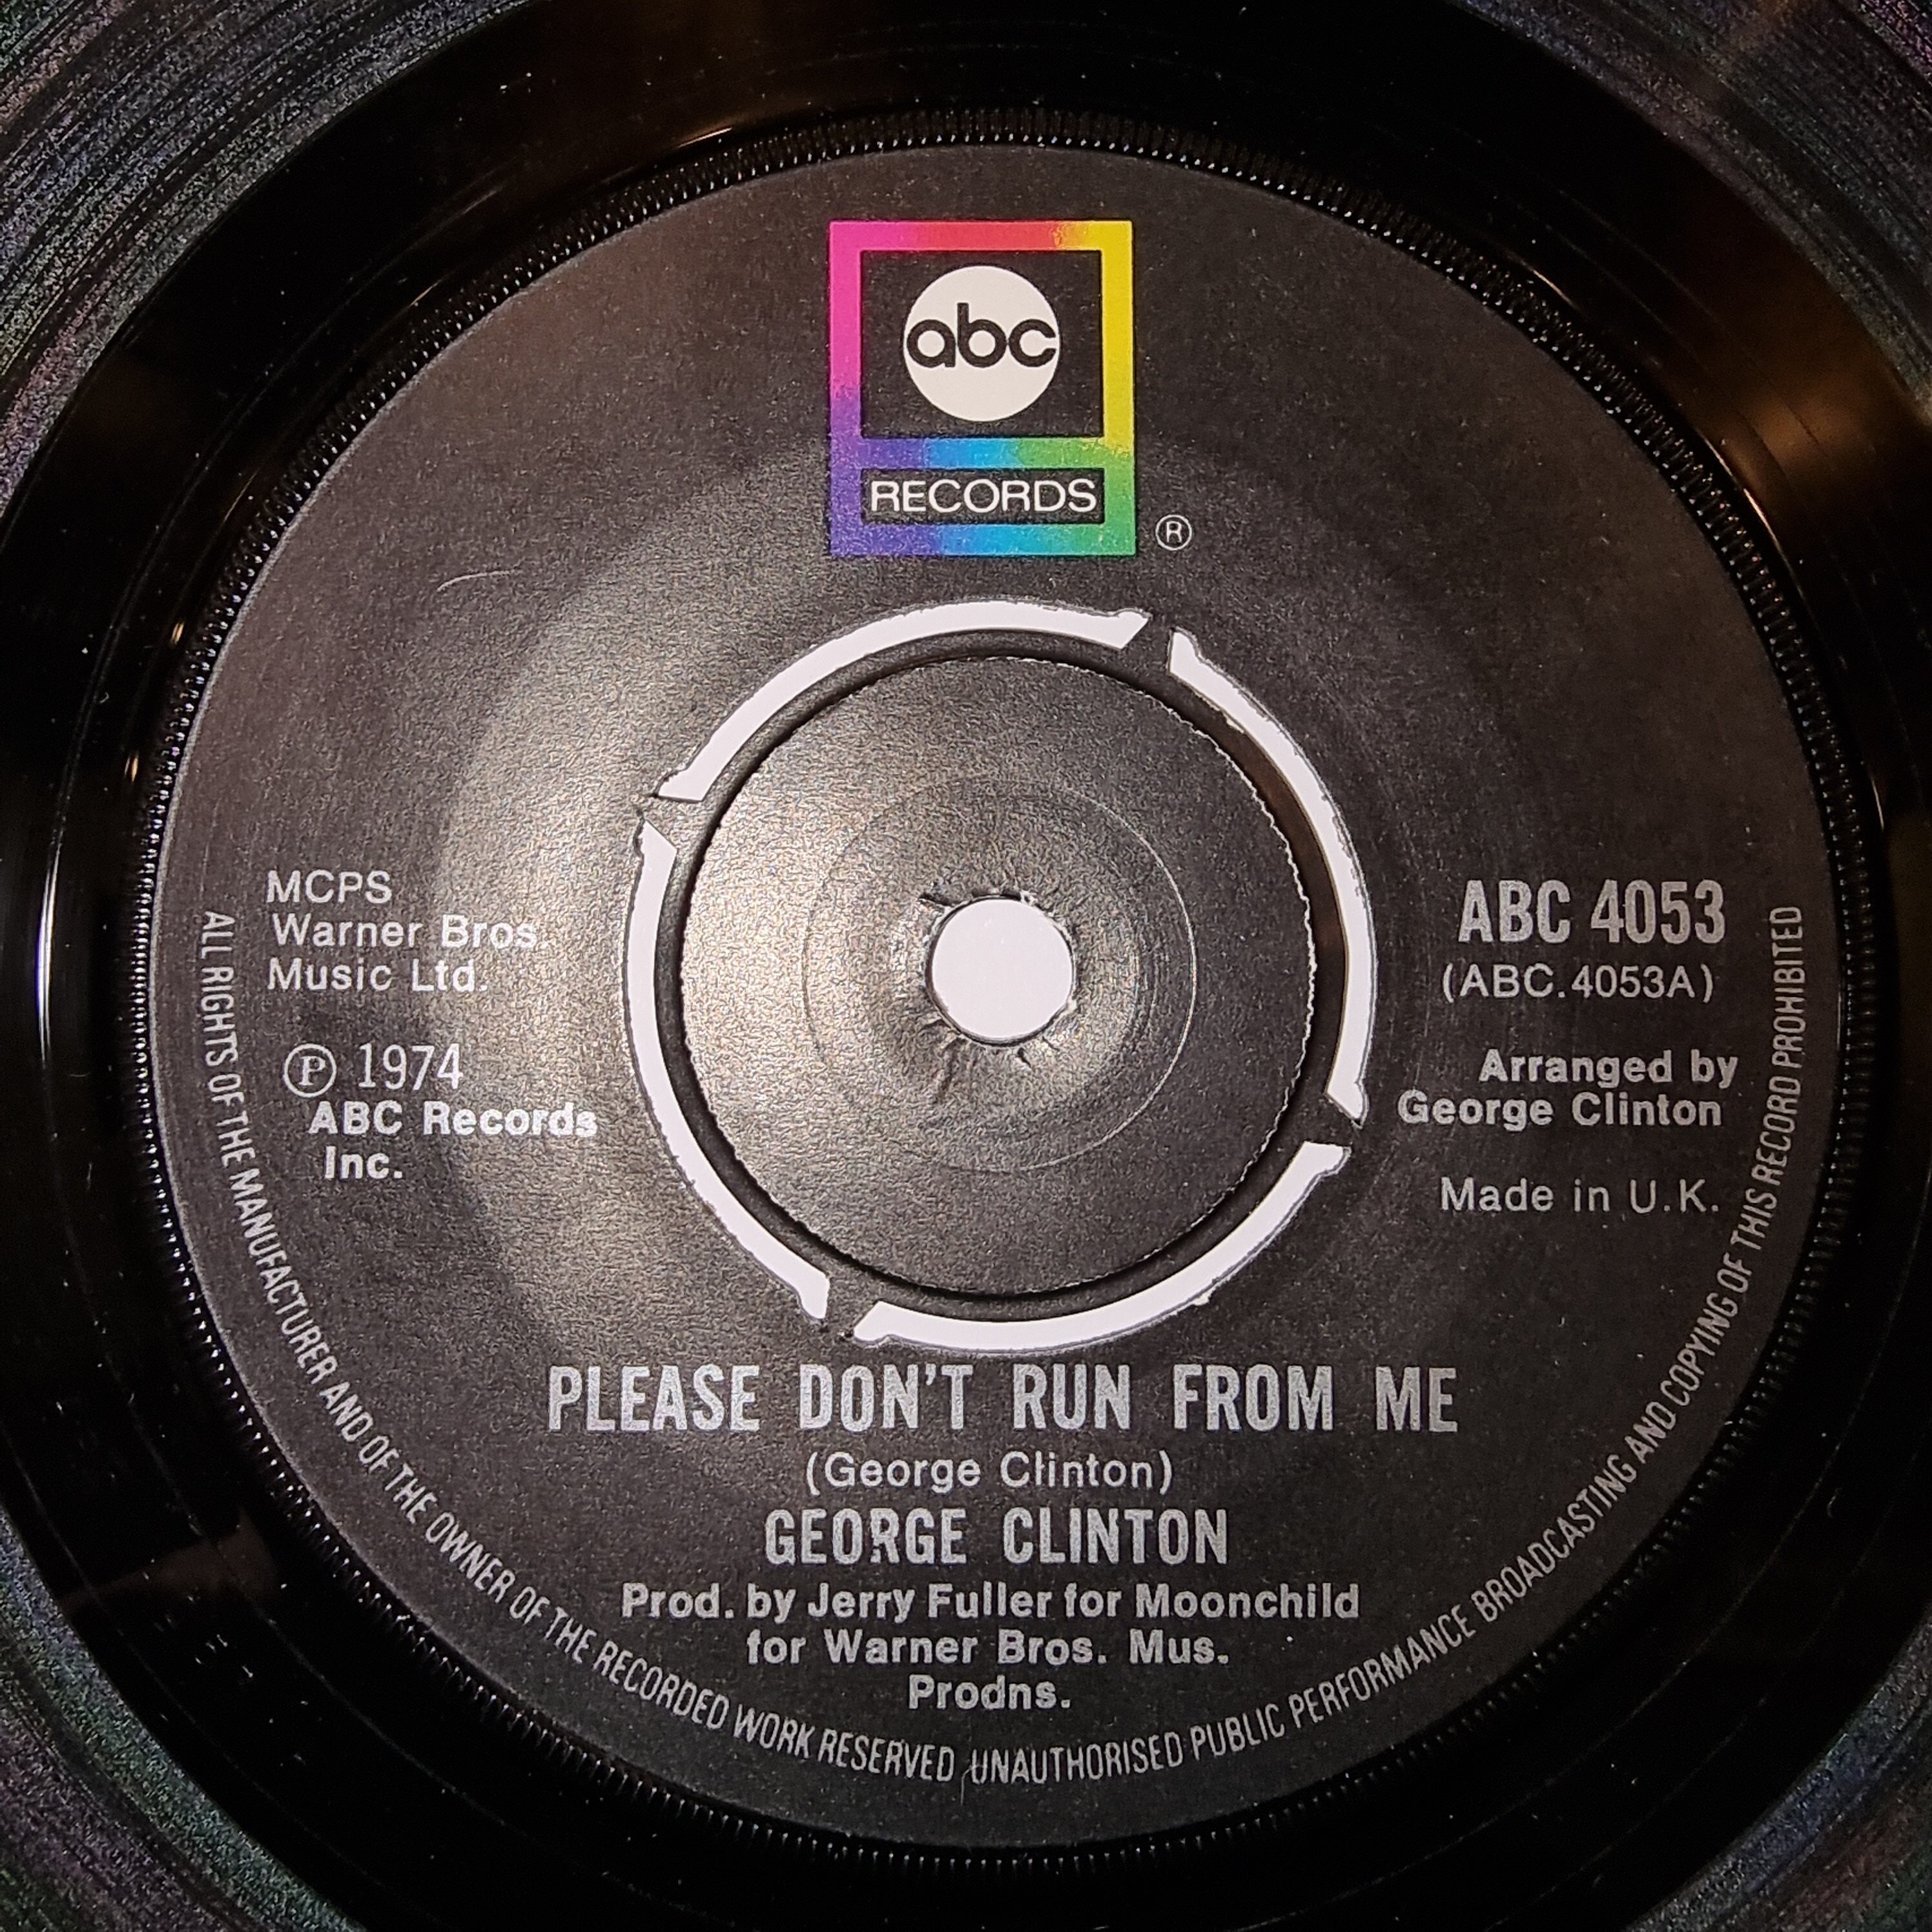 abc
RECORDS
®
MCPS
Warner Bros.
Music Ltd.
℗ 1974
ABC Records
Inc.
ABC 4053
(ABC.4053A)
Arranged by
George Clinton
Made in U.K.
PLEASE DON'T RUN FROM ME
(George Clinton)
GEORGE CLINTON
Prod. by Jerry Fuller for Moonchild
for Warner Bros. Mus.
Prodns.
ALL RIGHTS OF THE MANUFACTURER AND OF THE OWNER OF THE RECORDED WORK RESERVED UNAUTHORISED PUBLIC PERFORMANCE BROADCASTING AND COPYING OF THIS RECORD PROHIBITED